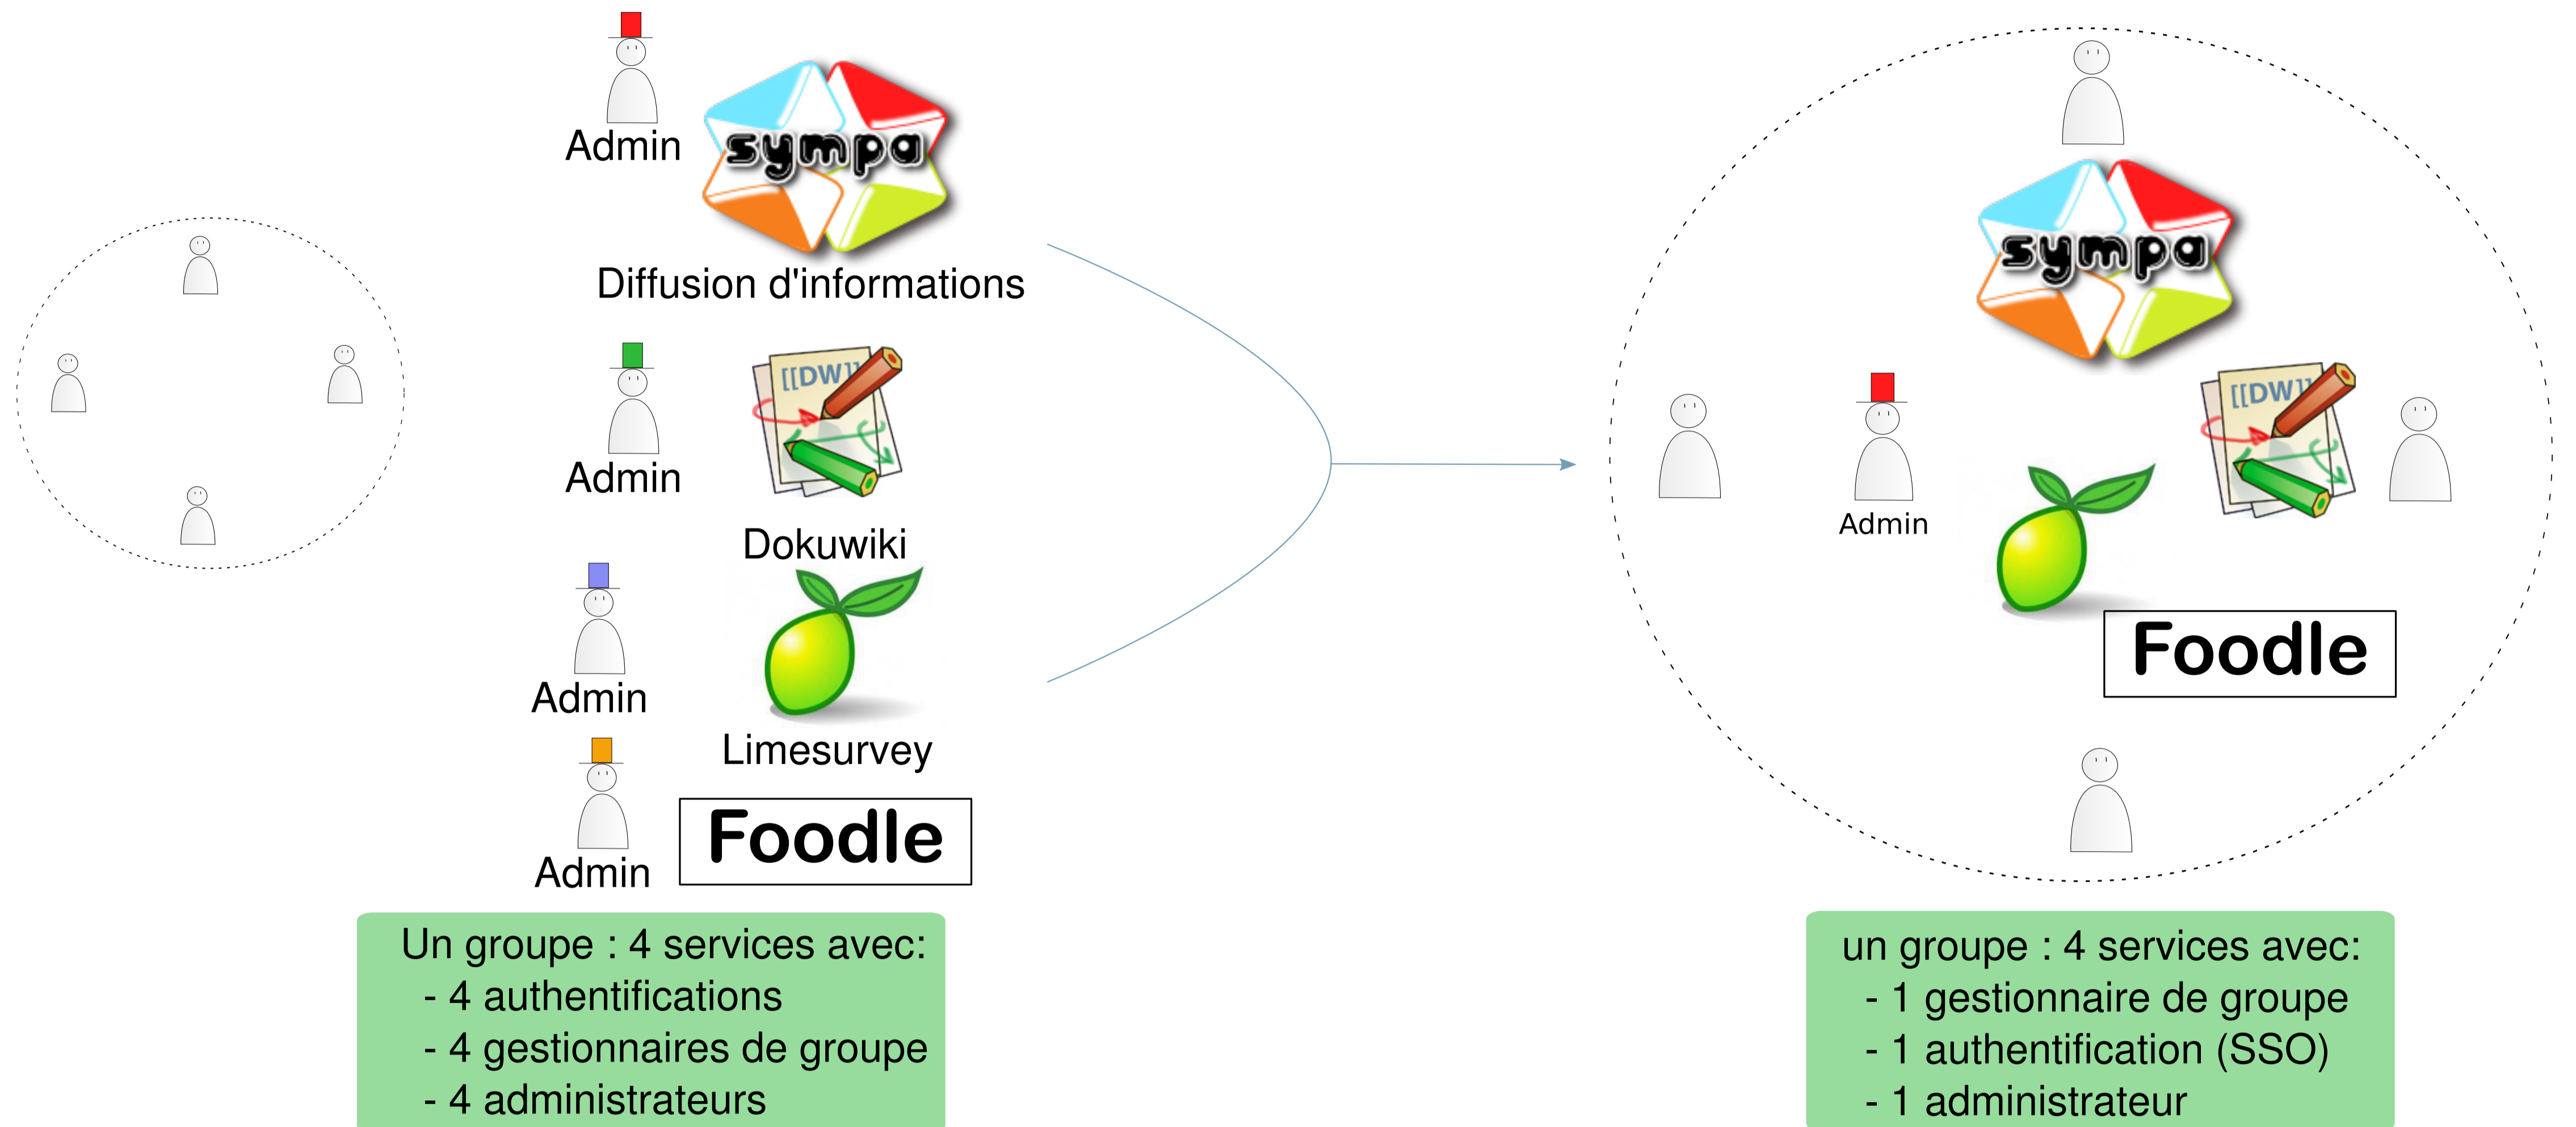 Admin
sympa
Diffusion d'informations
Admin
[[DW]]
Dokuwiki
Admin
Limesurvey
Admin
Foodle
Un groupe : 4 services avec:
- 4 authentifications
- 4 gestionnaires de groupe
- 4 administrateurs
sympa
[[DW]]
Admin
Foodle
un groupe : 4 services avec:
- 1 gestionnaire de groupe
- 1 authentification (SSO)
- 1 administrateur